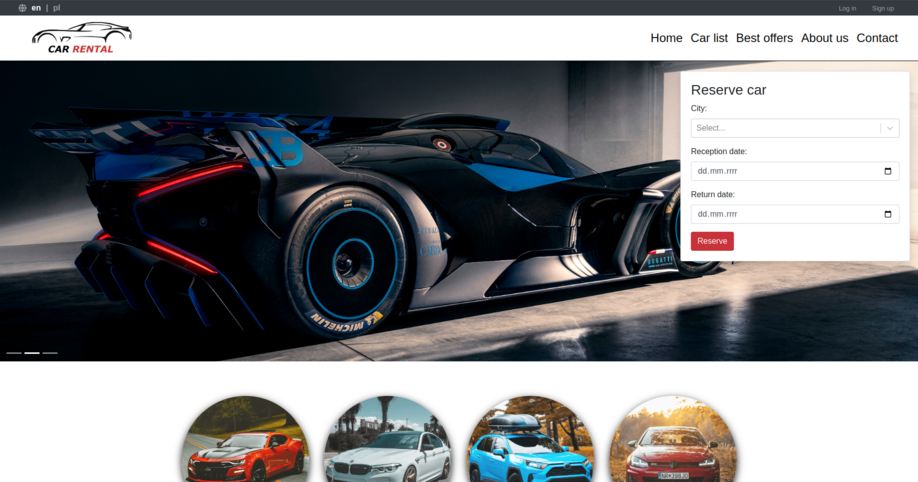 en | pl
Log in
Sign up
CAR RENTAL
Home
Car list
Best offers
About us
Contact
Reserve car
City:
Select...
Reception date:
dd.mm.rrrr
Return date:
dd.mm.rrrr
Reserve
MICHELIN
BUGATTI